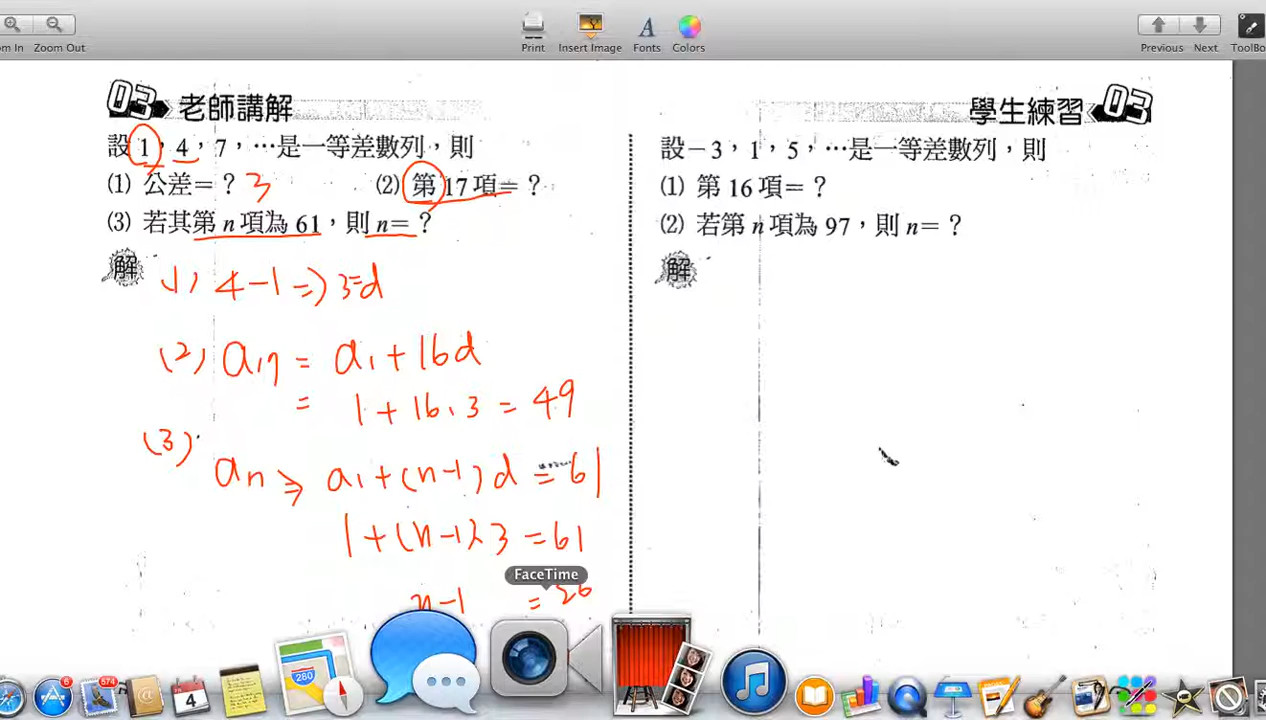 om In Zoom Out Print Insert Image Fonts Colors Previous Next ToolBo
03 老師講解
設 1，4，7，…是一等差數列，則
(1) 公差=？3 (2) 第 17 項=？
(3) 若其第 n 項為 61，則 n=？
解
(1) 4-1 => 3=d
(2) a17 = a1+16d
= 1+16.3 = 49
(3)
an => a1+(n-1)d = 61
1+(n-1)×3 = 61
n-1 = 20
學生練習 03
設－3，1，5，…是一等差數列，則
(1) 第 16 項=？
(2) 若第 n 項為 97，則 n=？
解
FaceTime
6
574
4
280